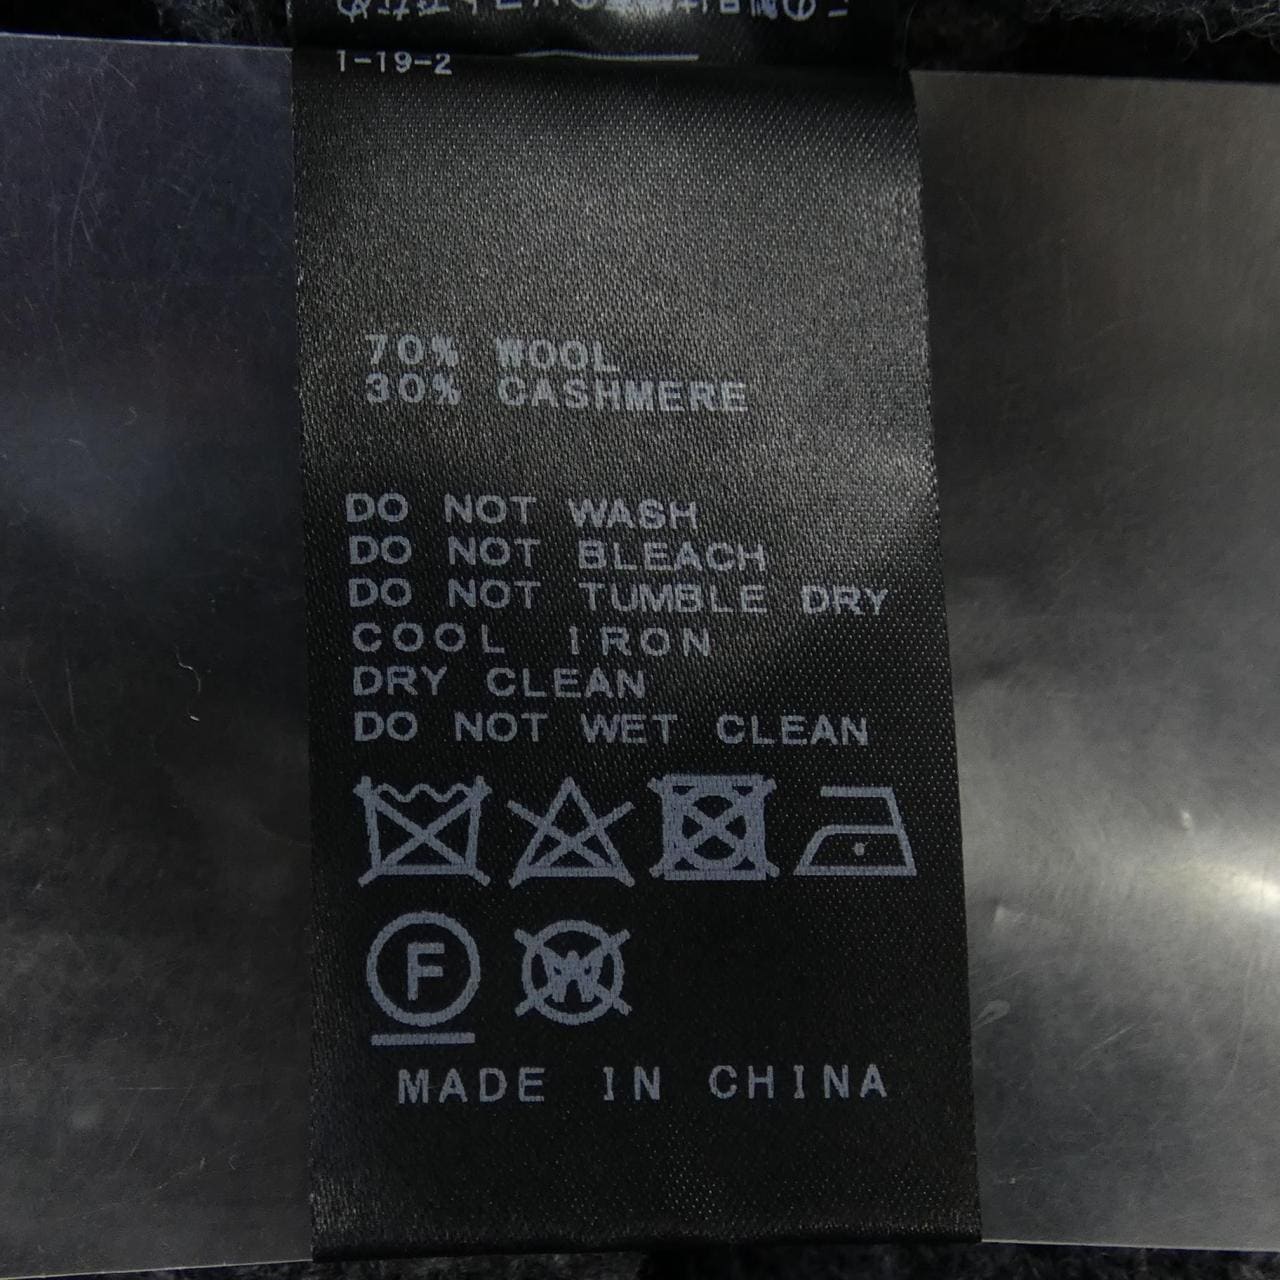 1-19-2
70% WOOL
30% CASHMERE
DO NOT WASH
DO NOT BLEACH
DO NOT TUMBLE DRY
COOL IRON
DRY CLEAN
DO NOT WET CLEAN
F W
MADE IN CHINA